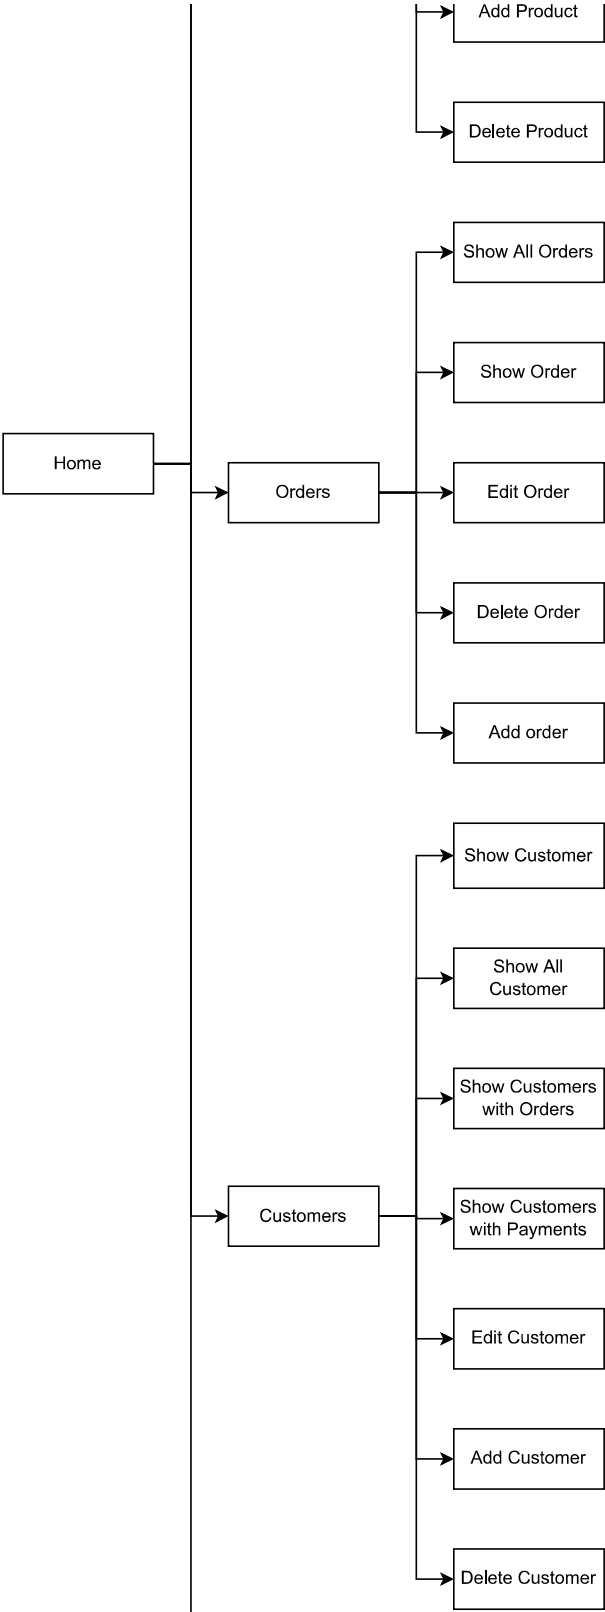 Add Product
Delete Product
Show All Orders
Show Order
Home
Orders
Edit Order
Delete Order
Add order
Show Customer
Show All
Customer
Show Customers
with Orders
Customers
Show Customers
with Payments
Edit Customer
Add Customer
Delete Customer